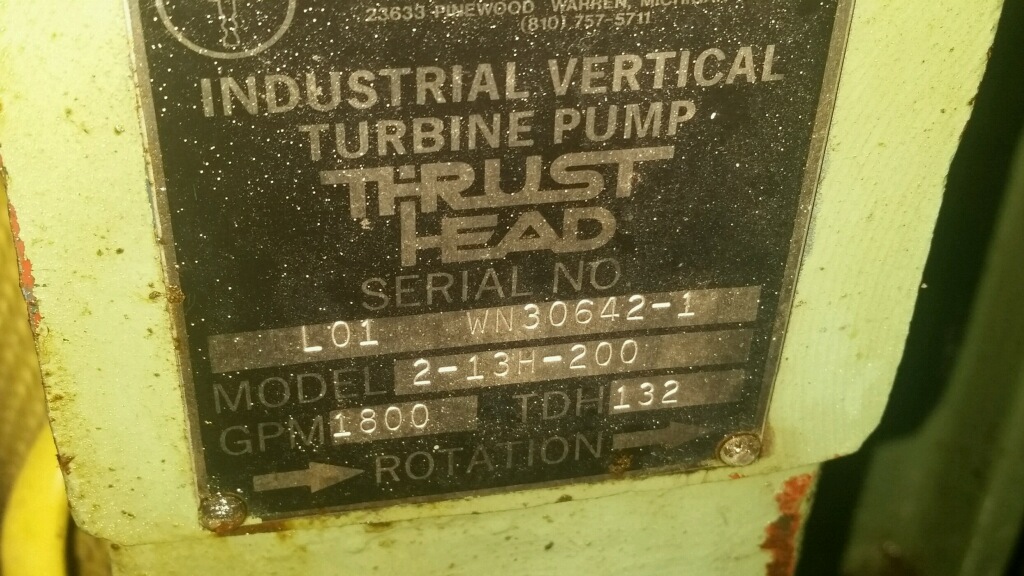 23633 PINEWOOD WARREN, MICHIGAN
(810) 757-5711
INDUSTRIAL VERTICAL
TURBINE PUMP
THRUST
HEAD
SERIAL NO
L01 WN30642-1
MODEL 2-13H-200
GPM 1800 TDH 132
ROTATION